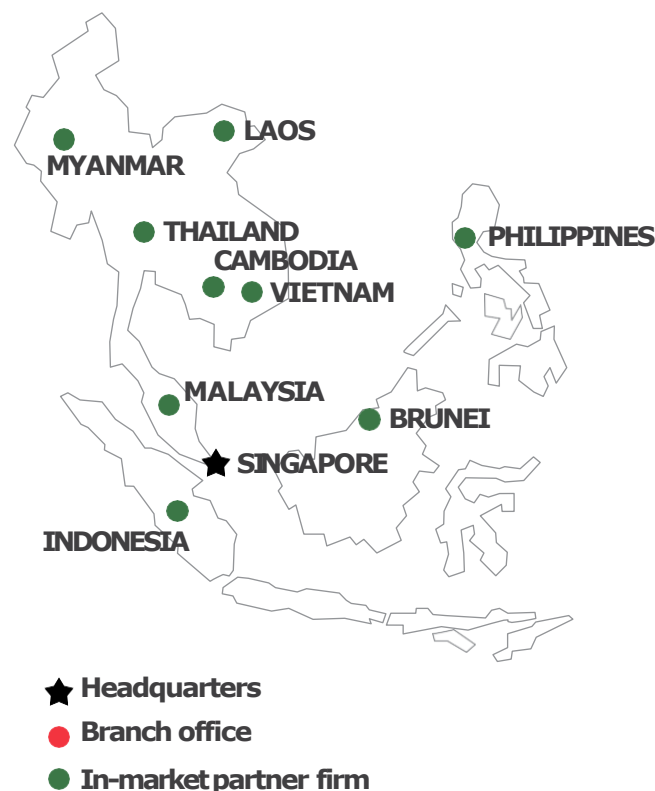 LAOS
MYANMAR
THAILAND
PHILIPPINES
CAMBODIA
VIETNAM
MALAYSIA
BRUNEI
SINGAPORE
INDONESIA
Headquarters
Branch office
In-market partner firm